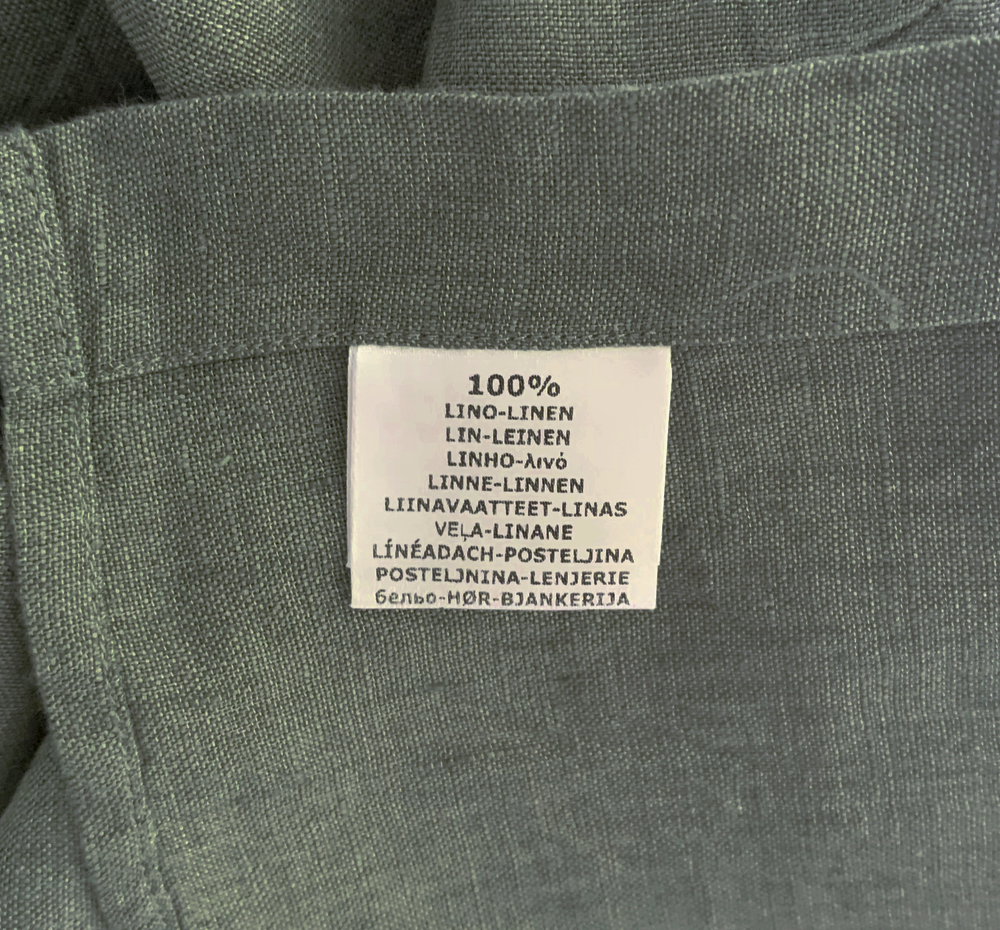 100%
LINO-LINEN
LIN-LEINEN
LINHO-λινό
LINNE-LINNEN
LIINAVAATTEET-LINAS
VEĻA-LINANE
LÍNÉADACH-POSTELJINA
POSTELJNINA-LENJERIE
бельо-HØR-BJANKERIJA